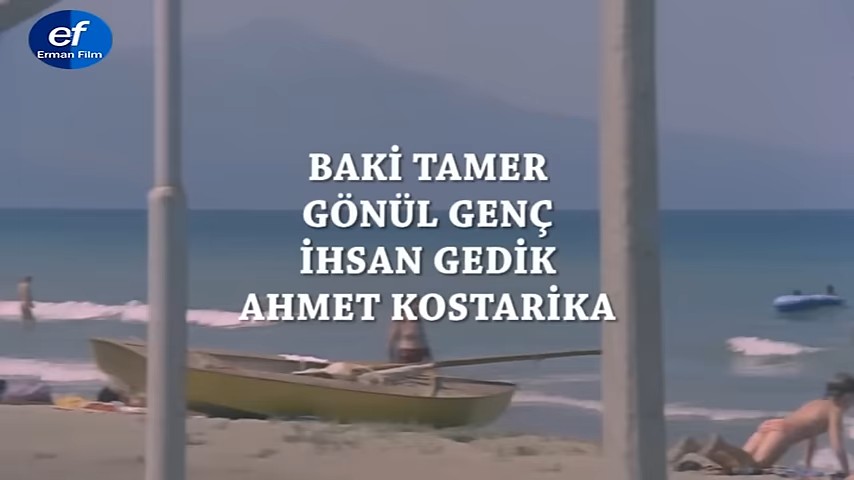 ef
Erman Film
BAKİ TAMER
GÖNÜL GENÇ
İHSAN GEDİK
AHMET KOSTARİKA